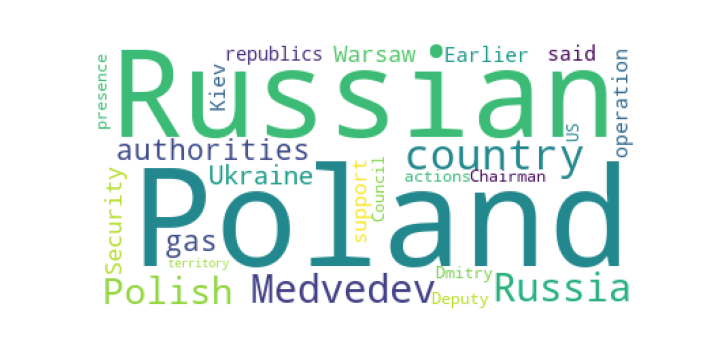 republics Warsaw • Earlier said
presence
Russian
Kiev
operation
US
authorities
country
Ukraine
support
Council
actions Chairman
Security
Poland
gas
territory
Polish Medvedev
Dmitry
Deputy
Russia